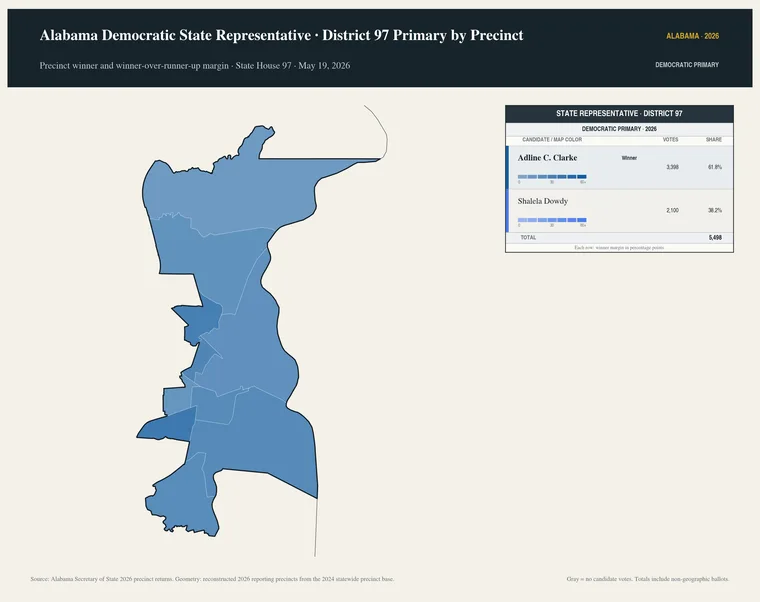 Alabama Democratic State Representative · District 97 Primary by Precinct
ALABAMA · 2026
Precinct winner and winner-over-runner-up margin · State House 97 · May 19, 2026
DEMOCRATIC PRIMARY
STATE REPRESENTATIVE · DISTRICT 97
DEMOCRATIC PRIMARY · 2026
CANDIDATE / MAP COLOR VOTES SHARE
Adline C. Clarke Winner 3,398 61.8%
0 30 60+
Shalela Dowdy 2,100 38.2%
0 30 60+
TOTAL 5,498
Each row: winner margin in percentage points
Source: Alabama Secretary of State 2026 precinct returns. Geometry: reconstructed 2026 reporting precincts from the 2024 statewide precinct base.
Gray = no candidate votes. Totals include non-geographic ballots.